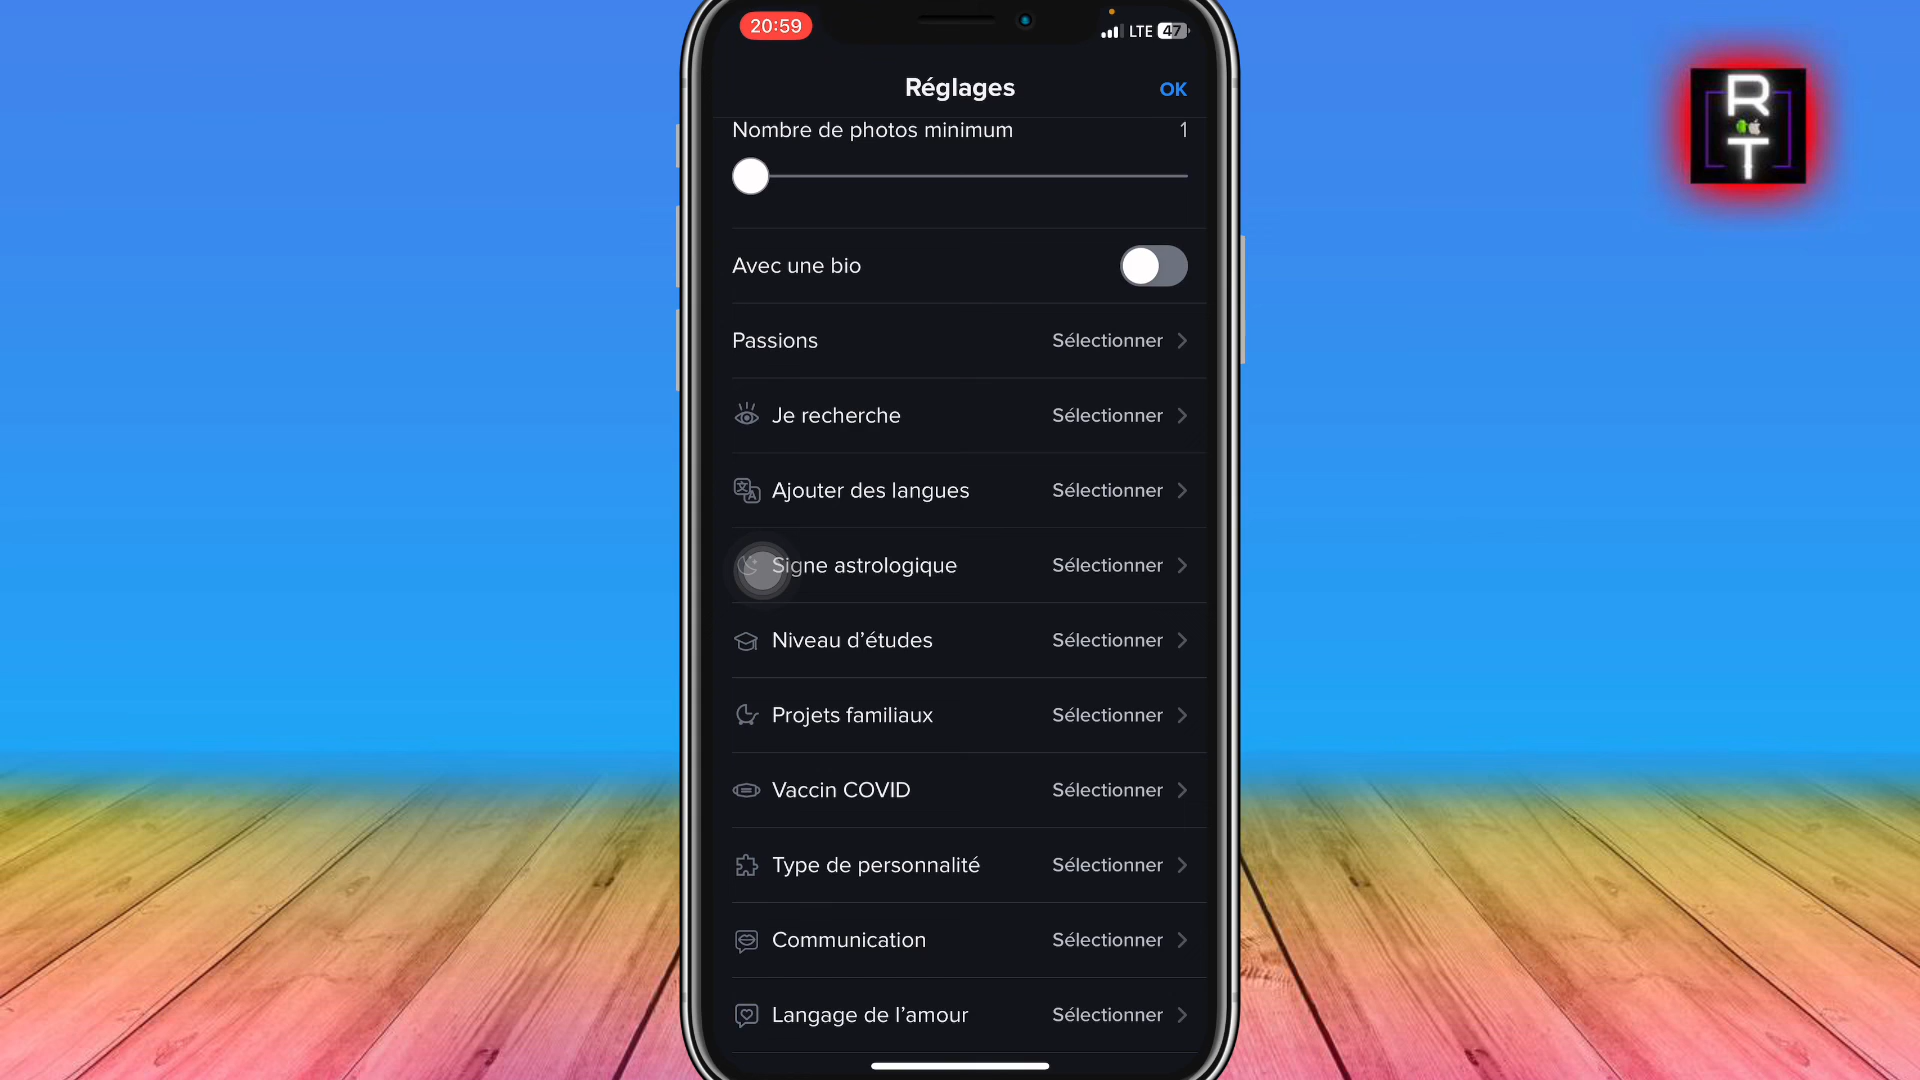 20:59
LTE 47
R
T
Réglages
OK
Nombre de photos minimum 1
Avec une bio
Passions Sélectionner
Je recherche Sélectionner
Ajouter des langues Sélectionner
Signe astrologique Sélectionner
Niveau d’études Sélectionner
Projets familiaux Sélectionner
Vaccin COVID Sélectionner
Type de personnalité Sélectionner
Communication Sélectionner
Langage de l’amour Sélectionner